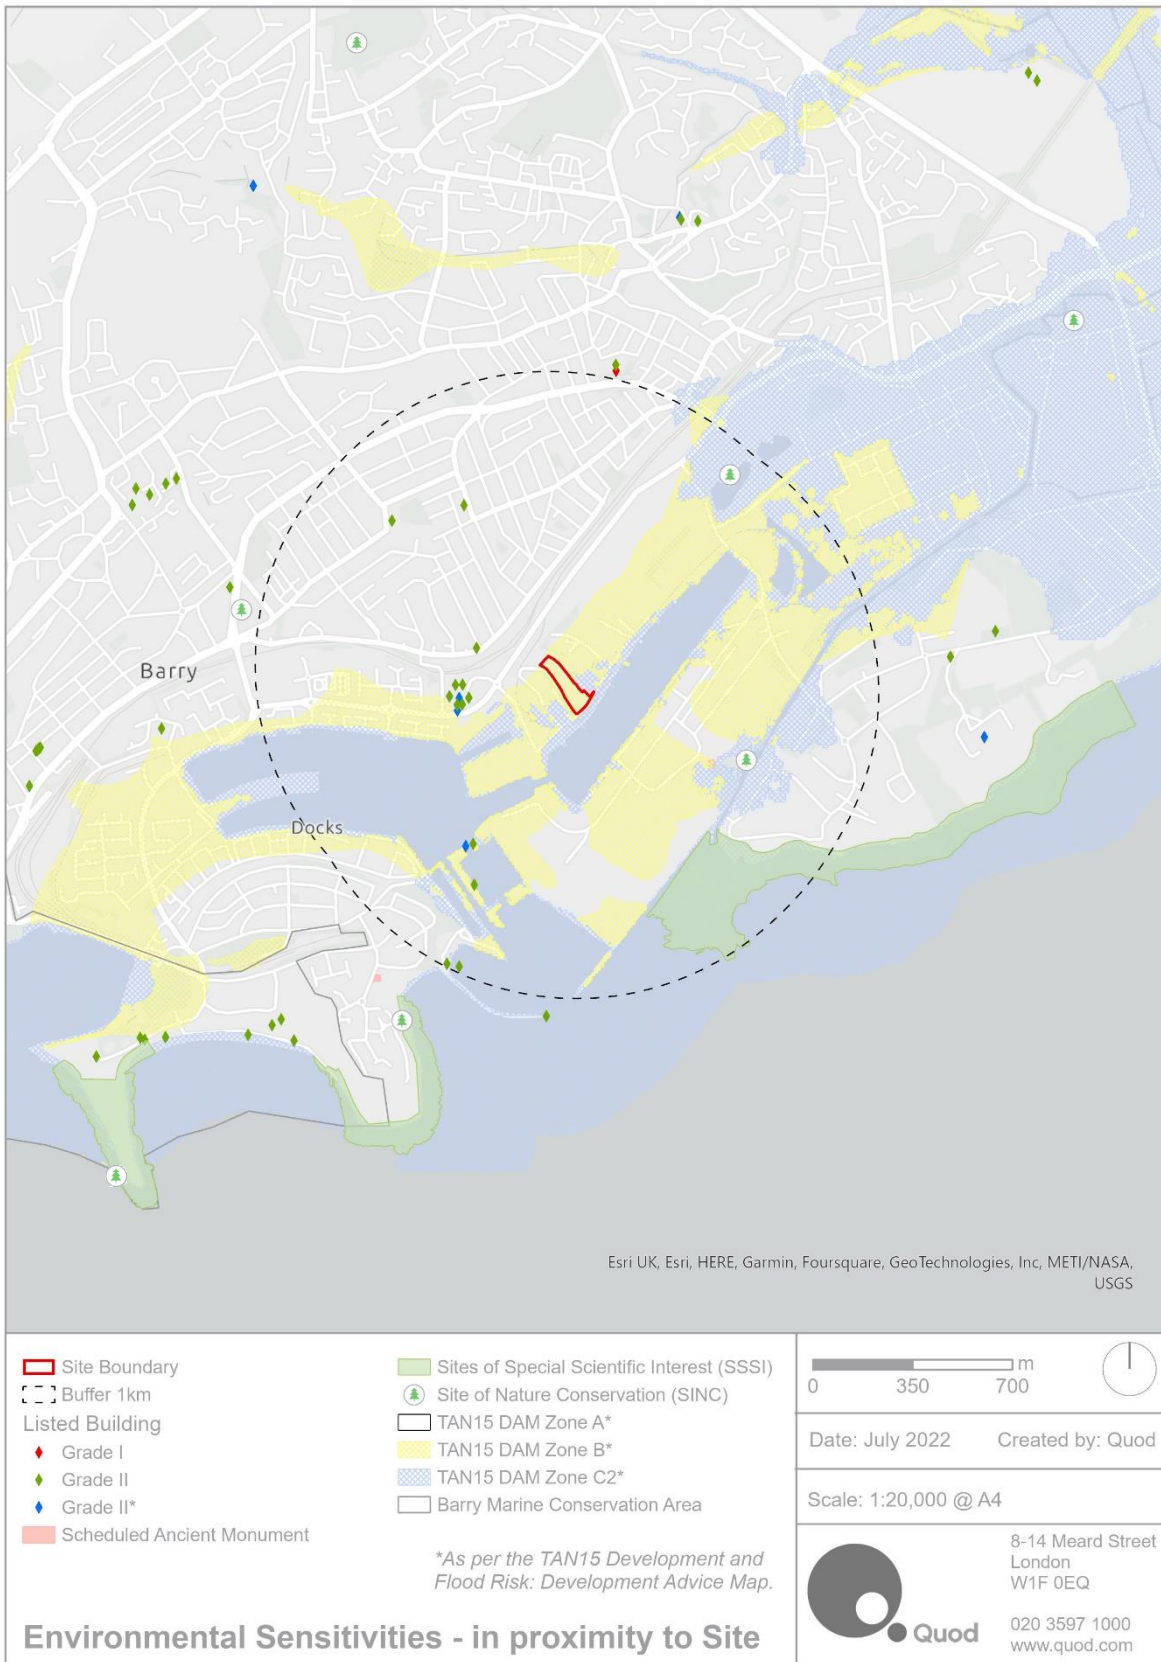 Barry
Docks
Esri UK, Esri, HERE, Garmin, Foursquare, GeoTechnologies, Inc, METI/NASA,
USGS
Site Boundary
Buffer 1km
Listed Building
Grade I
Grade II
Grade II*
Scheduled Ancient Monument
Sites of Special Scientific Interest (SSSI)
Site of Nature Conservation (SINC)
TAN15 DAM Zone A*
TAN15 DAM Zone B*
TAN15 DAM Zone C2*
Barry Marine Conservation Area
*As per the TAN15 Development and
Flood Risk: Development Advice Map.
Environmental Sensitivities - in proximity to Site
m
0 350 700
Date: July 2022 Created by: Quod
Scale: 1:20,000 @ A4
Quod
8-14 Meard Street
London
W1F 0EQ
020 3597 1000
www.quod.com